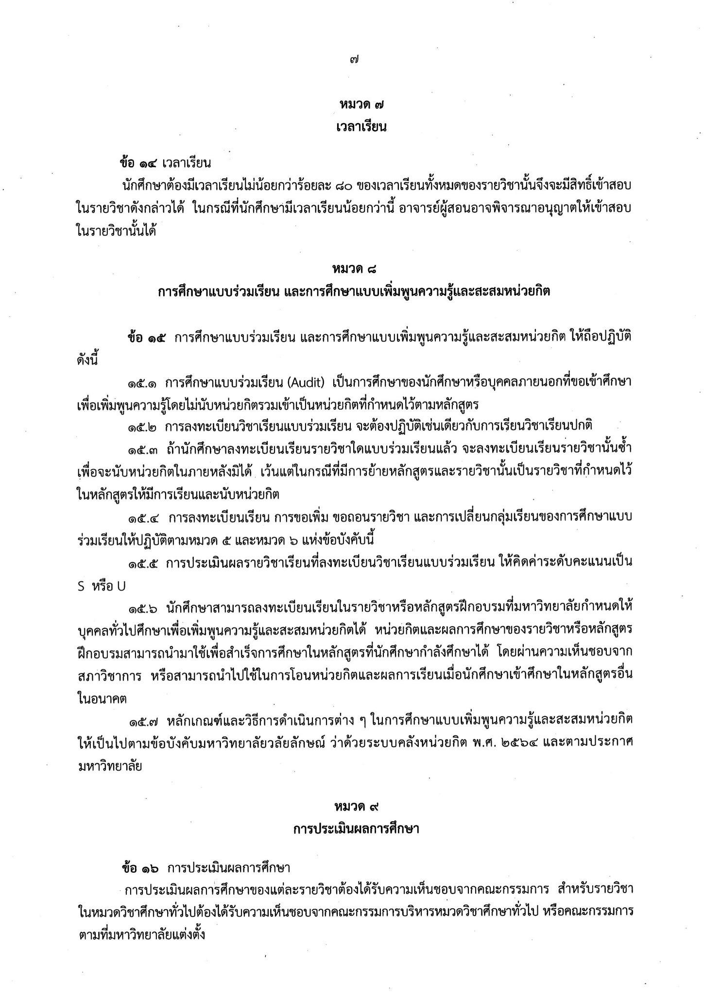 ๗
หมวด ๗
เวลาเรียน
ข้อ ๑๔ เวลาเรียน
นักศึกษาต้องมีเวลาเรียนไม่น้อยกว่าร้อยละ ๘๐ ของเวลาเรียนทั้งหมดของรายวิชานั้นจึงจะมีสิทธิ์เข้าสอบ
ในรายวิชาดังกล่าวได้ ในกรณีที่นักศึกษามีเวลาเรียนน้อยกว่านี้ อาจารย์ผู้สอนอาจพิจารณาอนุญาตให้เข้าสอบ
ในรายวิชานั้นได้
หมวด ๘
การศึกษาแบบร่วมเรียน และการศึกษาแบบเพิ่มพูนความรู้และสะสมหน่วยกิต
ข้อ ๑๕ การศึกษาแบบร่วมเรียน และการศึกษาแบบเพิ่มพูนความรู้และสะสมหน่วยกิต ให้ถือปฏิบัติ
ดังนี้
๑๕.๑ การศึกษาแบบร่วมเรียน (Audit) เป็นการศึกษาของนักศึกษาหรือบุคคลภายนอกที่ขอเข้าศึกษา
เพื่อเพิ่มพูนความรู้โดยไม่นับหน่วยกิตรวมเข้าเป็นหน่วยกิตที่กำหนดไว้ตามหลักสูตร
๑๕.๒ การลงทะเบียนวิชาเรียนแบบร่วมเรียน จะต้องปฏิบัติเช่นเดียวกับการเรียนวิชาเรียนปกติ
๑๕.๓ ถ้านักศึกษาลงทะเบียนเรียนรายวิชาใดแบบร่วมเรียนแล้ว จะลงทะเบียนเรียนรายวิชานั้นซ้ำ
เพื่อจะนับหน่วยกิตในภายหลังมิได้ เว้นแต่ในกรณีที่มีการย้ายหลักสูตรและรายวิชานั้นเป็นรายวิชาที่กำหนดไว้
ในหลักสูตรให้มีการเรียนและนับหน่วยกิต
๑๕.๔ การลงทะเบียนเรียน การขอเพิ่ม ขอถอนรายวิชา และการเปลี่ยนกลุ่มเรียนของการศึกษาแบบ
ร่วมเรียนให้ปฏิบัติตามหมวด ๕ และหมวด ๖ แห่งข้อบังคับนี้
๑๕.๕ การประเมินผลรายวิชาเรียนที่ลงทะเบียนวิชาเรียนแบบร่วมเรียน ให้คิดค่าระดับคะแนนเป็น
S หรือ U
๑๕.๖ นักศึกษาสามารถลงทะเบียนเรียนในรายวิชาหรือหลักสูตรฝึกอบรมที่มหาวิทยาลัยกำหนดให้
บุคคลทั่วไปศึกษาเพื่อเพิ่มพูนความรู้และสะสมหน่วยกิตได้ หน่วยกิตและผลการศึกษาของรายวิชาหรือหลักสูตร
ฝึกอบรมสามารถนำมาใช้เพื่อสำเร็จการศึกษาในหลักสูตรที่นักศึกษากำลังศึกษาได้ โดยผ่านความเห็นชอบจาก
สภาวิชาการ หรือสามารถนำไปใช้ในการโอนหน่วยกิตและผลการเรียนเมื่อนักศึกษาเข้าศึกษาในหลักสูตรอื่น
ในอนาคต
๑๕.๗ หลักเกณฑ์และวิธีการดำเนินการต่าง ๆ ในการศึกษาแบบเพิ่มพูนความรู้และสะสมหน่วยกิต
ให้เป็นไปตามข้อบังคับมหาวิทยาลัยวลัยลักษณ์ ว่าด้วยระบบคลังหน่วยกิต พ.ศ. ๒๕๖๔ และตามประกาศ
มหาวิทยาลัย
หมวด ๙
การประเมินผลการศึกษา
ข้อ ๑๖ การประเมินผลการศึกษา
การประเมินผลการศึกษาของแต่ละรายวิชาต้องได้รับความเห็นชอบจากคณะกรรมการ สำหรับรายวิชา
ในหมวดวิชาศึกษาทั่วไปต้องได้รับความเห็นชอบจากคณะกรรมการบริหารหมวดวิชาศึกษาทั่วไป หรือคณะกรรมการ
ตามที่มหาวิทยาลัยแต่งตั้ง